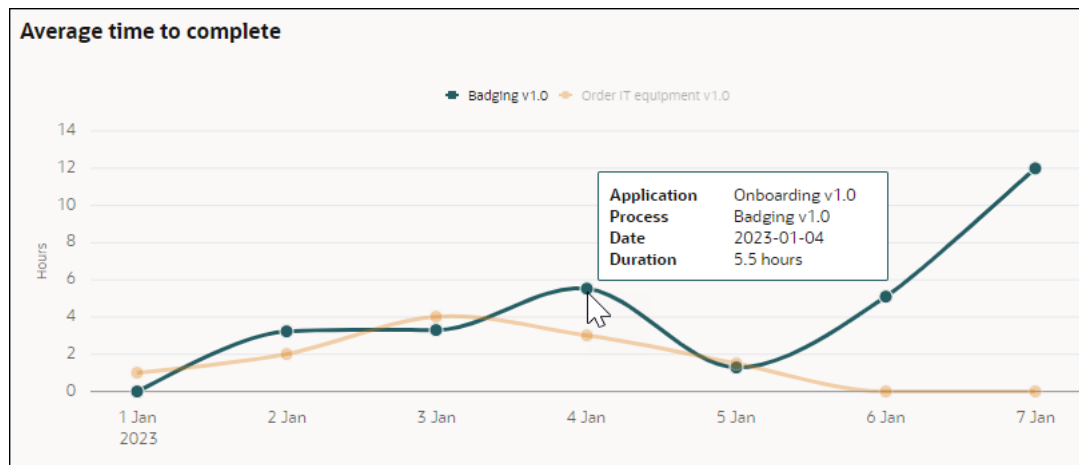 Average time to complete
Badging v1.0 Order IT equipment v1.0
14
12
10
8
6
4
2
0
Hours
Application Onboarding v1.0
Process Badging v1.0
Date 2023-01-04
Duration 5.5 hours
1 Jan 2 Jan 3 Jan 4 Jan 5 Jan 6 Jan 7 Jan
2023